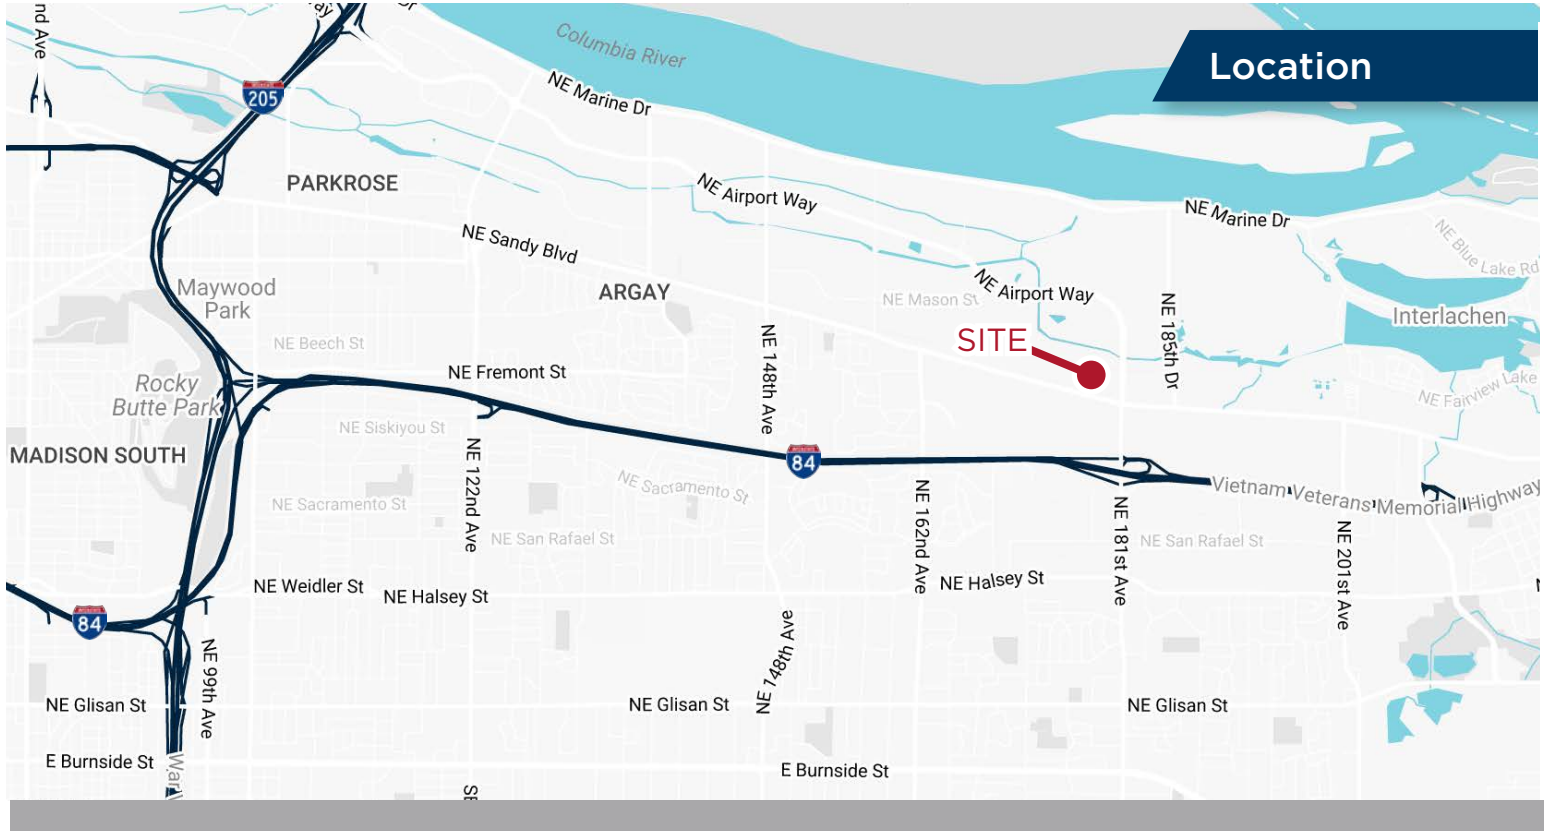 nd Ave
Columbia River
Location
205
NE Marine Dr
PARKROSE
NE Airport Way
NE Marine Dr
NE Sandy Blvd
NE Blue Lake Rd
Maywood
Park
ARGAY
NE Mason St
NE Airport Way
NE 185th Dr
Interlachen
NE Beech St
NE 148th Ave
SITE
NE Fremont St
Rocky
Butte Park
NE Fairview Lake
NE Siskiyou St
MADISON SOUTH
84
NE 122nd Ave
NE Sacramento St
NE Sacramento St
NE 162nd Ave
Vietnam Veterans Memorial Highway
NE 181st Ave
NE San Rafael St
NE San Rafael St
NE 201st Ave
NE Weidler St
NE Halsey St
NE Halsey St
84
NE 99th Ave
NE 148th Ave
NE Glisan St
NE Glisan St
NE Glisan St
E Burnside St
E Burnside St